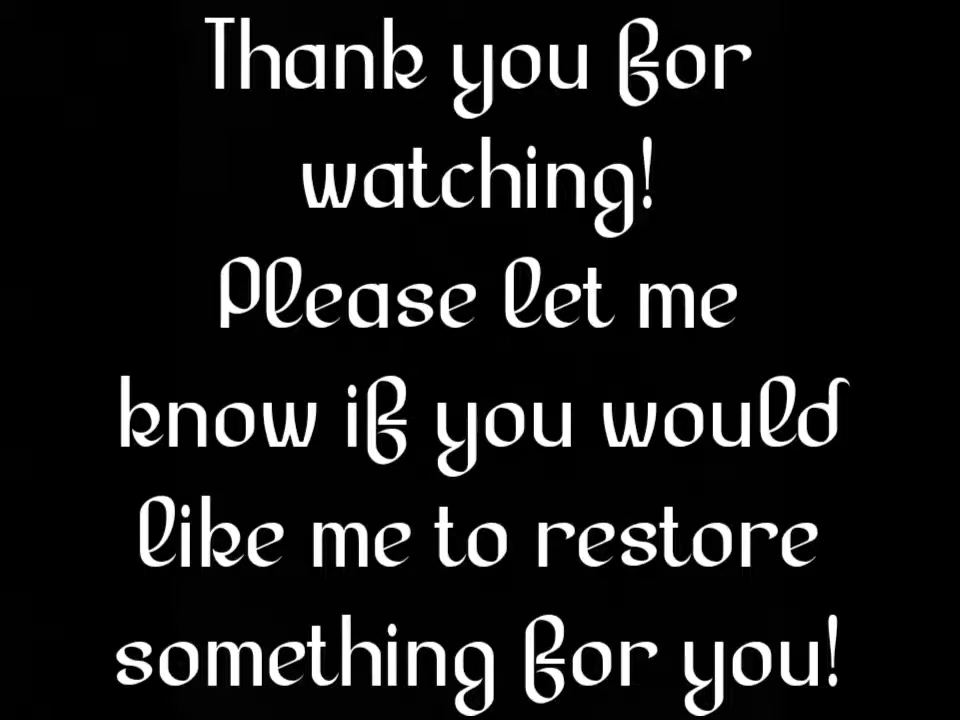 Thank you for
watching!
Please let me
know if you would
like me to restore
something for you!